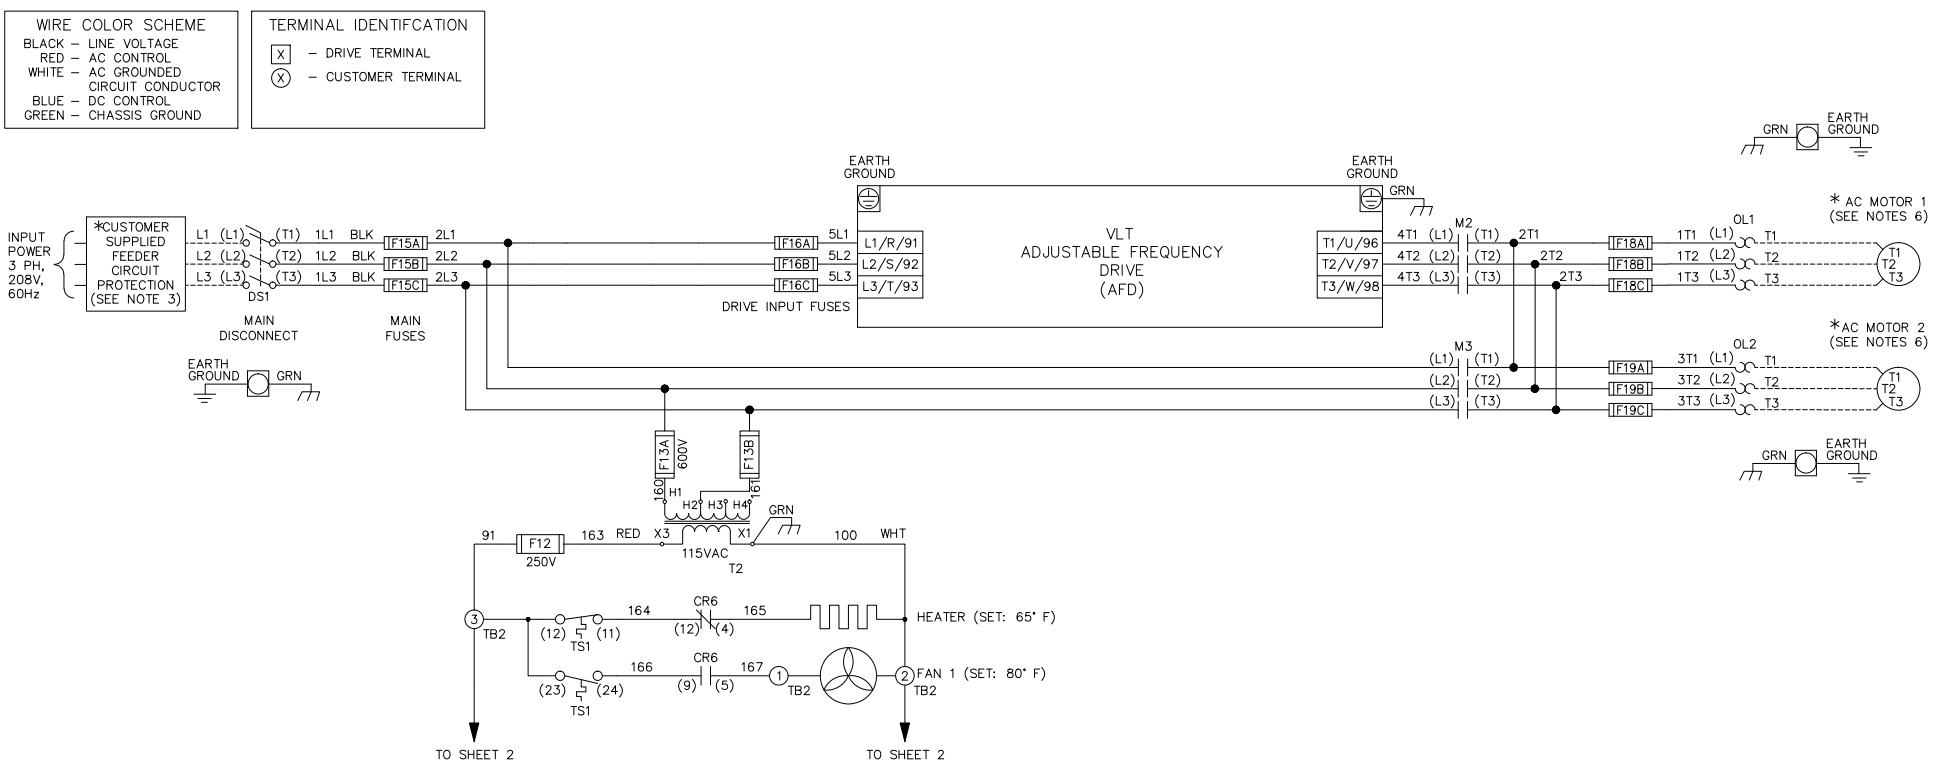 WIRE COLOR SCHEME
BLACK – LINE VOLTAGE
RED – AC CONTROL
WHITE – AC GROUNDED
CIRCUIT CONDUCTOR
BLUE – DC CONTROL
GREEN – CHASSIS GROUND
TERMINAL IDENTIFCATION
X – DRIVE TERMINAL
X – CUSTOMER TERMINAL
GRN
EARTH
GROUND
EARTH
GROUND
EARTH
GROUND
GRN
INPUT
POWER
3 PH,
208V,
60Hz
*CUSTOMER
SUPPLIED
FEEDER
CIRCUIT
PROTECTION
(SEE NOTE 3)
L1 (L1) (T1) 1L1 BLK F15A 2L1
L2 (L2) (T2) 1L2 BLK F15B 2L2
L3 (L3) (T3) 1L3 BLK F15C 2L3
DS1
MAIN
DISCONNECT
MAIN
FUSES
F16A 5L1 L1/R/91
F16B 5L2 L2/S/92
F16C 5L3 L3/T/93
DRIVE INPUT FUSES
VLT
ADJUSTABLE FREQUENCY
DRIVE
(AFD)
M2
T1/U/96 4T1 (L1) (T1) 2T1 F18A 1T1 (L1) T1
T2/V/97 4T2 (L2) (T2) 2T2 F18B 1T2 (L2) T2
T3/W/98 4T3 (L3) (T3) 2T3 F18C 1T3 (L3) T3
OL1
* AC MOTOR 1
(SEE NOTES 6)
T1
T2
T3
EARTH
GROUND
GRN
M3
(L1) (T1) F19A 3T1 (L1) T1
(L2) (T2) F19B 3T2 (L2) T2
(L3) (T3) F19C 3T3 (L3) T3
OL2
*AC MOTOR 2
(SEE NOTES 6)
T1
T2
T3
GRN
EARTH
GROUND
F13A
600V
F13B
160
161
H1
H2 H3 H4
GRN
91 F12 163 RED X3 X1 100 WHT
250V
115VAC
T2
3
TB2
164 CR6 165
(12) (11) (12) (4)
TS1
HEATER (SET: 65° F)
166 CR6 167 1
(23) (24) (9) (5) TB2
TS1
2 FAN 1 (SET: 80° F)
TB2
TO SHEET 2
TO SHEET 2